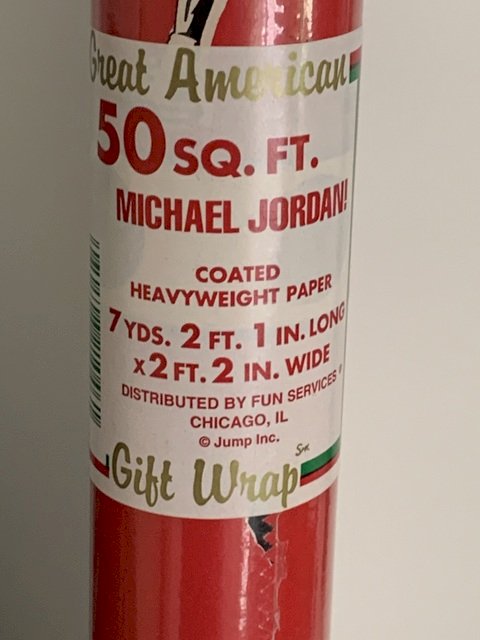 Great American
50 SQ. FT.
MICHAEL JORDAN!
COATED
HEAVYWEIGHT PAPER
7 YDS. 2 FT. 1 IN. LONG
x 2 FT. 2 IN. WIDE
DISTRIBUTED BY FUN SERVICES®
CHICAGO, IL
© Jump Inc.
Gift Wrap℠